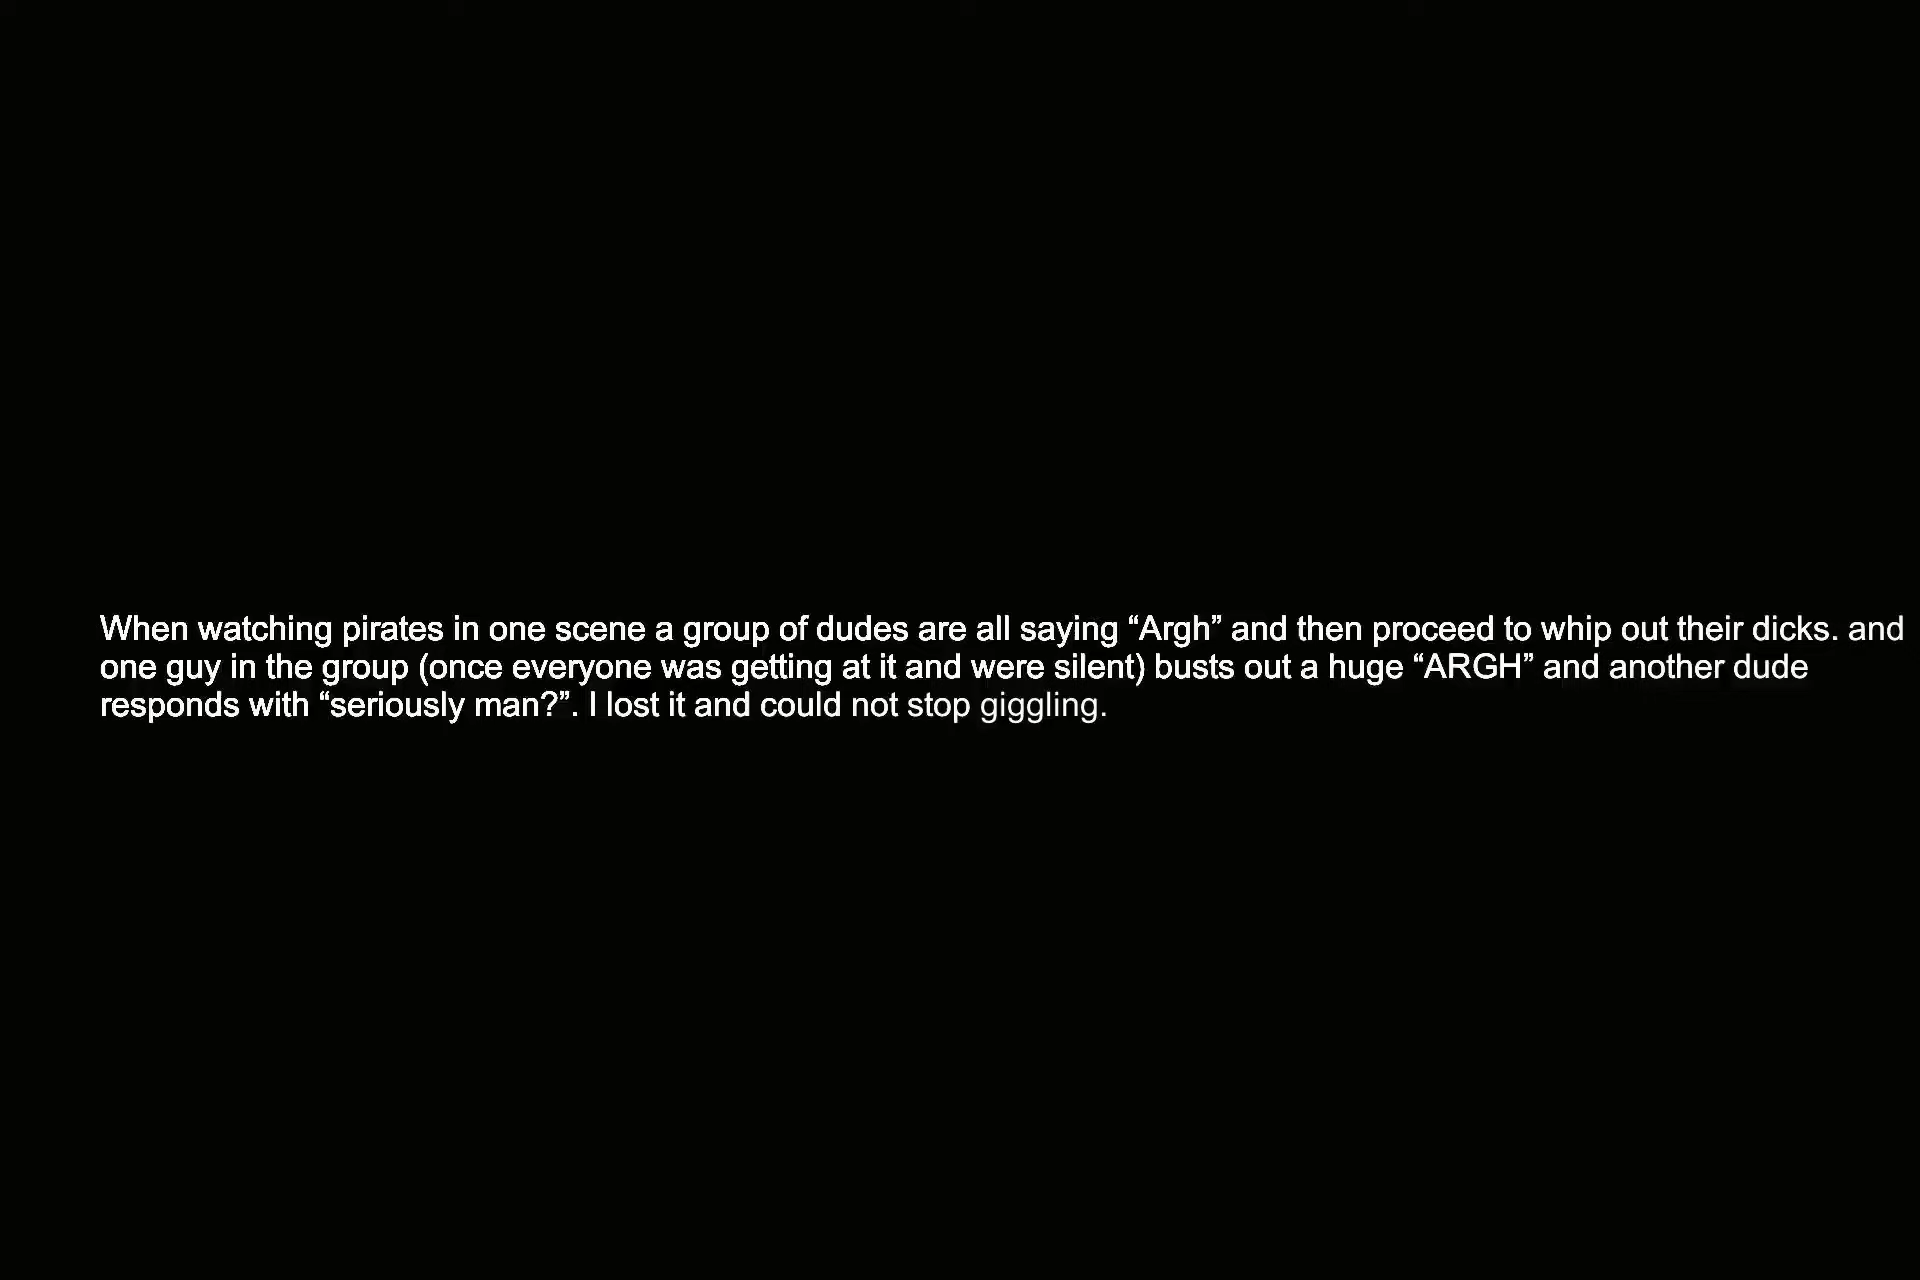 When watching pirates in one scene a group of dudes are all saying “Argh” and then proceed to whip out their dicks. and
one guy in the group (once everyone was getting at it and were silent) busts out a huge “ARGH” and another dude
responds with “seriously man?”. I lost it and could not stop giggling.